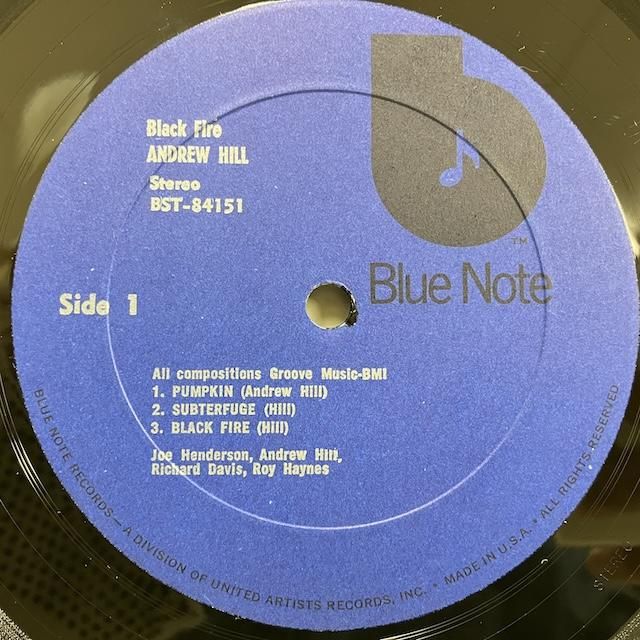 Black Fire
ANDREW HILL
Stereo
BST-84151
TM
Blue Note
Side 1
All compositions Groove Music-BMI
1. PUMPKIN (Andrew Hill)
2. SUBTERFUGE (Hill)
3. BLACK FIRE (Hill)
Joe Henderson, Andrew Hill,
Richard Davis, Roy Haynes
BLUE NOTE RECORDS—A DIVISION OF UNITED ARTISTS RECORDS, INC. • MADE IN U.S.A. • ALL RIGHTS RESERVED
STEREO